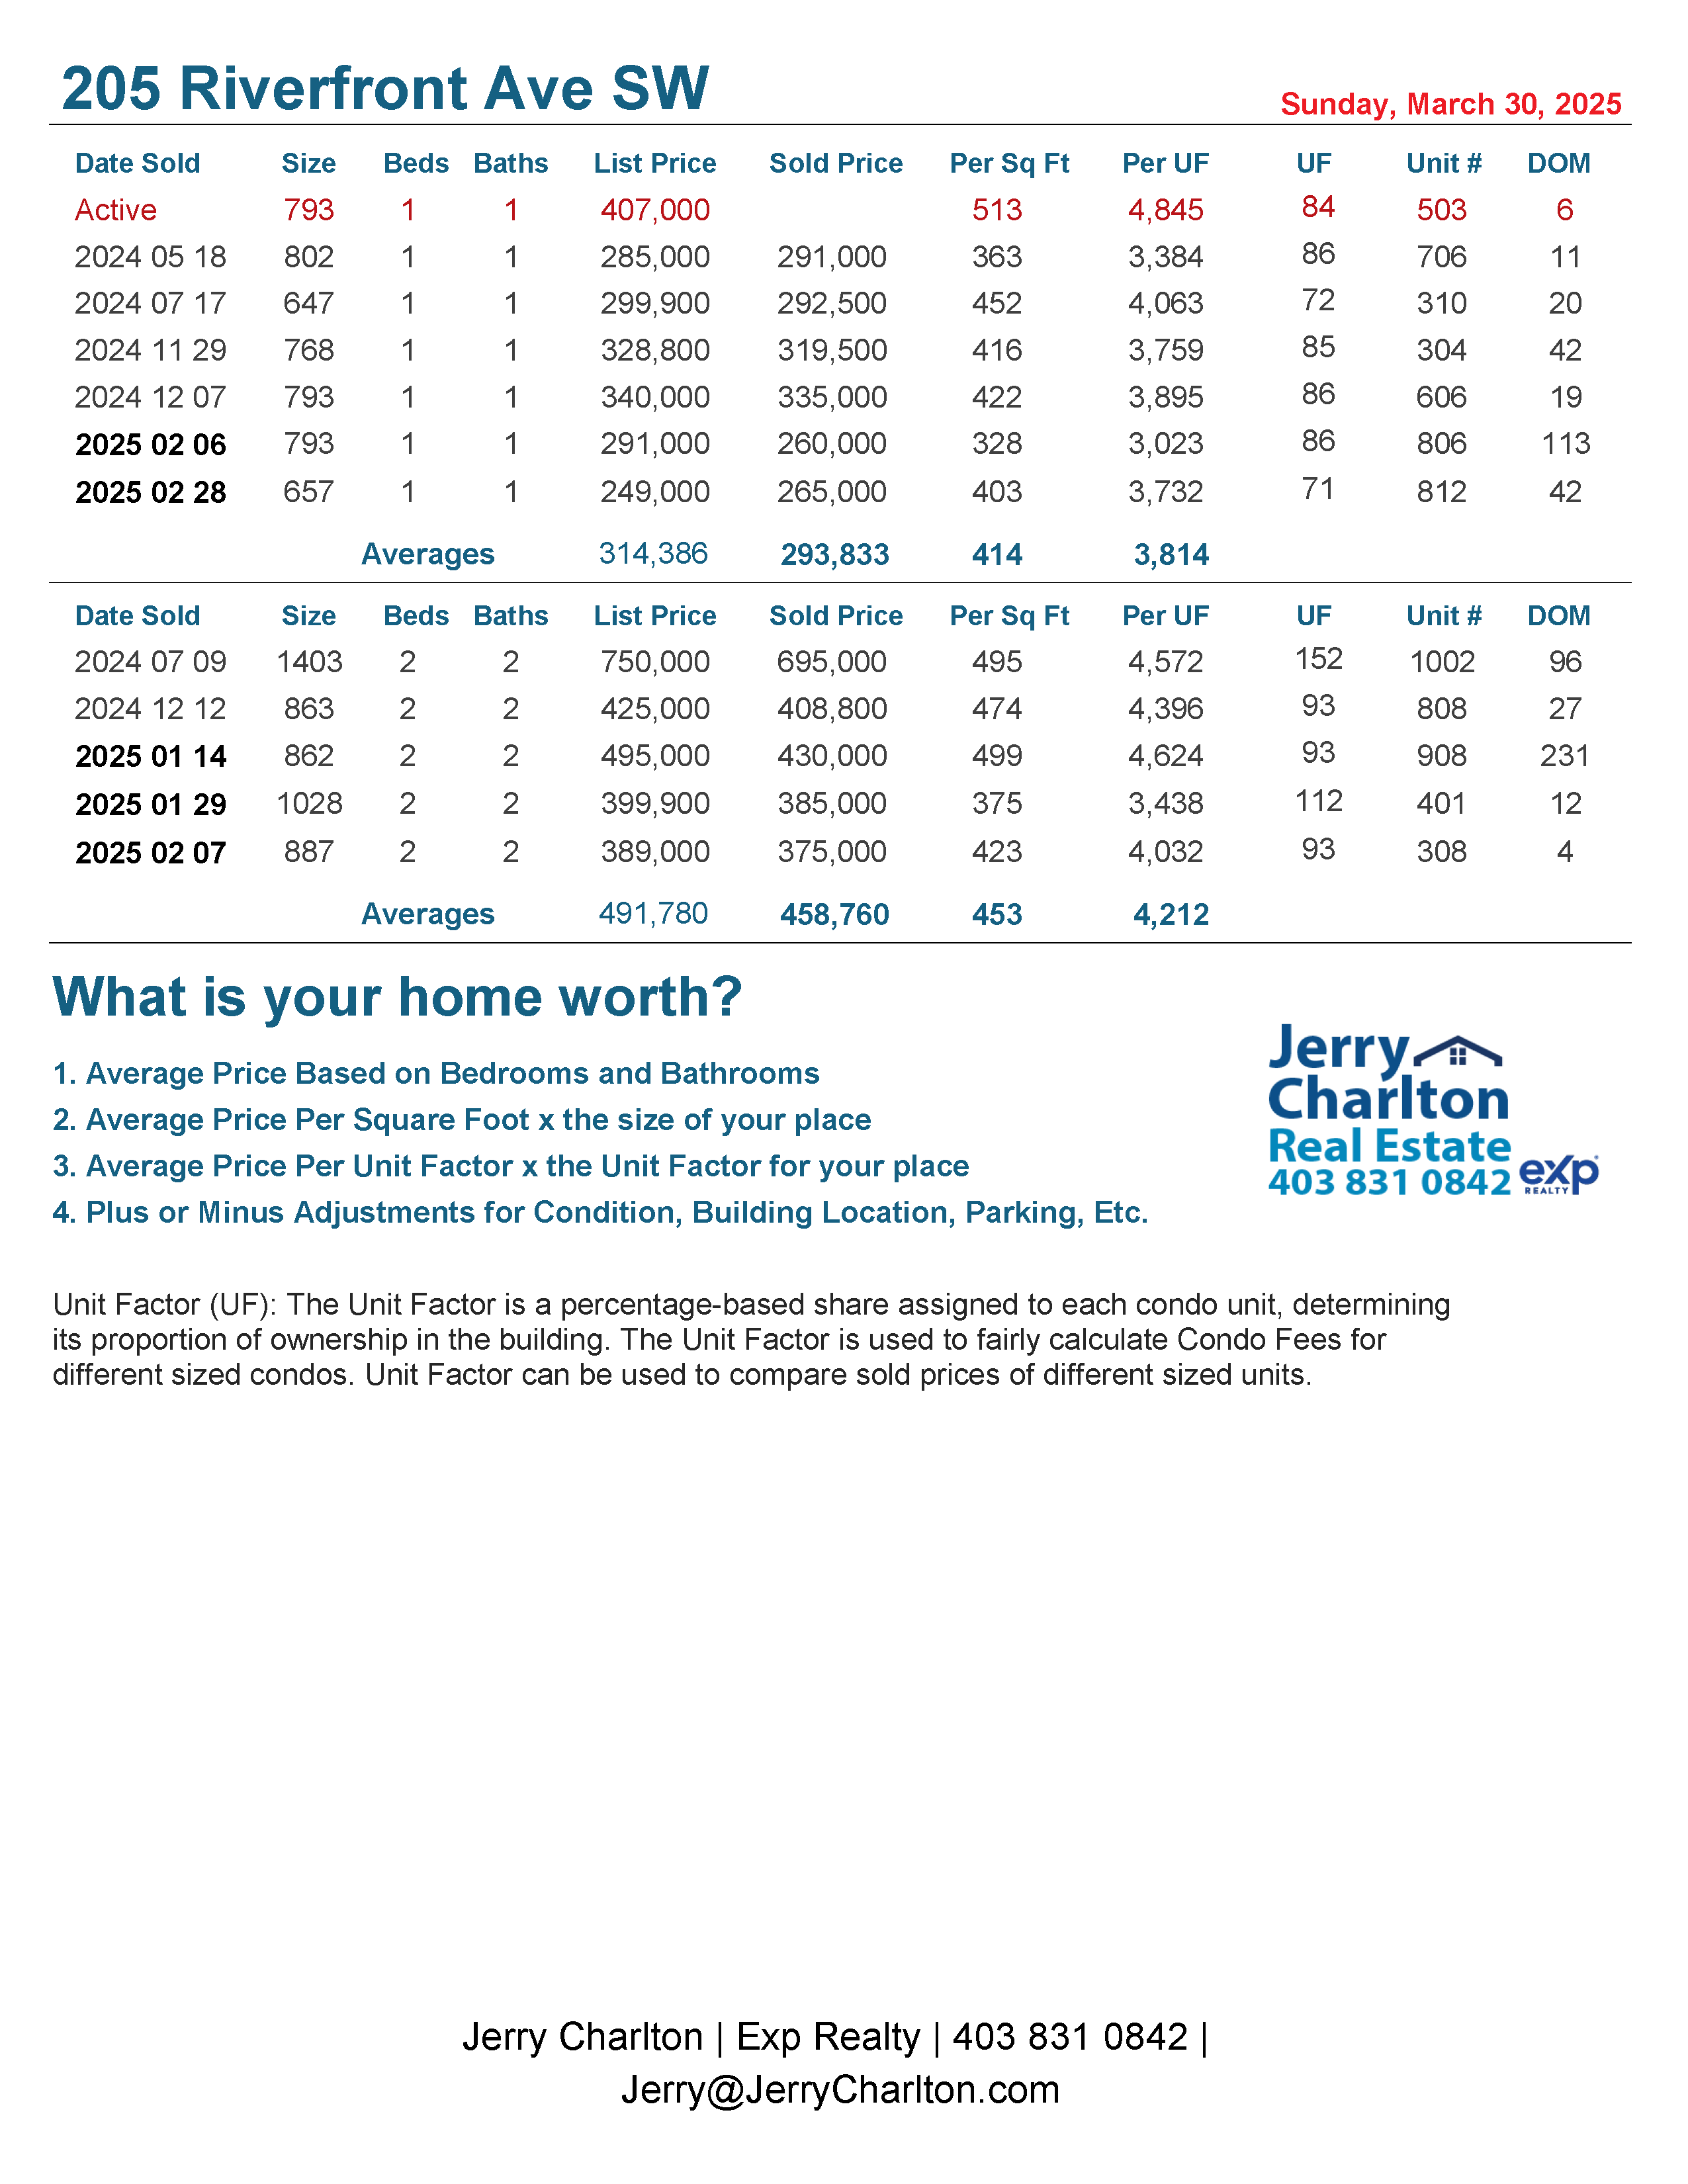 205 Riverfront Ave SW
Sunday, March 30, 2025
Date Sold Size Beds Baths List Price Sold Price Per Sq Ft Per UF UF Unit # DOM
Active 793 1 1 407,000 513 4,845 84 503 6
2024 05 18 802 1 1 285,000 291,000 363 3,384 86 706 11
2024 07 17 647 1 1 299,900 292,500 452 4,063 72 310 20
2024 11 29 768 1 1 328,800 319,500 416 3,759 85 304 42
2024 12 07 793 1 1 340,000 335,000 422 3,895 86 606 19
2025 02 06 793 1 1 291,000 260,000 328 3,023 86 806 113
2025 02 28 657 1 1 249,000 265,000 403 3,732 71 812 42
Averages 314,386 293,833 414 3,814
Date Sold Size Beds Baths List Price Sold Price Per Sq Ft Per UF UF Unit # DOM
2024 07 09 1403 2 2 750,000 695,000 495 4,572 152 1002 96
2024 12 12 863 2 2 425,000 408,800 474 4,396 93 808 27
2025 01 14 862 2 2 495,000 430,000 499 4,624 93 908 231
2025 01 29 1028 2 2 399,900 385,000 375 3,438 112 401 12
2025 02 07 887 2 2 389,000 375,000 423 4,032 93 308 4
Averages 491,780 458,760 453 4,212
What is your home worth?
1. Average Price Based on Bedrooms and Bathrooms
2. Average Price Per Square Foot x the size of your place
3. Average Price Per Unit Factor x the Unit Factor for your place
4. Plus or Minus Adjustments for Condition, Building Location, Parking, Etc.
Jerry
Charlton
Real Estate
403 831 0842
exp
REALTY
Unit Factor (UF): The Unit Factor is a percentage-based share assigned to each condo unit, determining
its proportion of ownership in the building. The Unit Factor is used to fairly calculate Condo Fees for
different sized condos. Unit Factor can be used to compare sold prices of different sized units.
Jerry Charlton | Exp Realty | 403 831 0842 |
Jerry@JerryCharlton.com